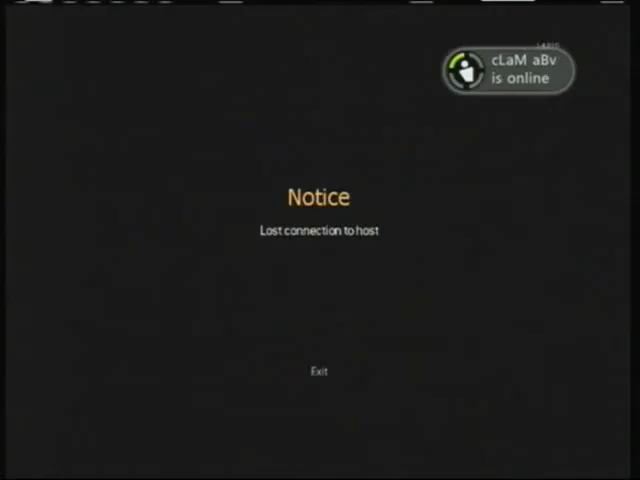 cLaM aBv
is online
Notice
Lost connection to host
Exit